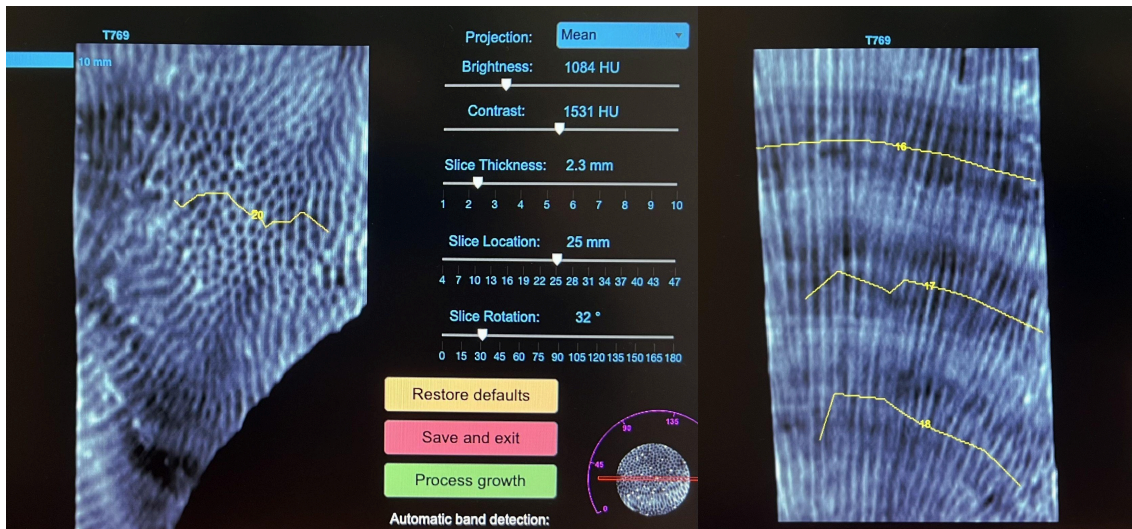 T769
10 mm
20
Projection: Mean
Brightness: 1084 HU
Contrast: 1531 HU
Slice Thickness: 2.3 mm
1 2 3 4 5 6 7 8 9 10
Slice Location: 25 mm
4 7 10 13 16 19 22 25 28 31 34 37 40 43 47
Slice Rotation: 32 °
0 15 30 45 60 75 90 105 120 135 150 165 180
Restore defaults
Save and exit
Process growth
Automatic band detection:
0
45
90
135
T769
16
17
18